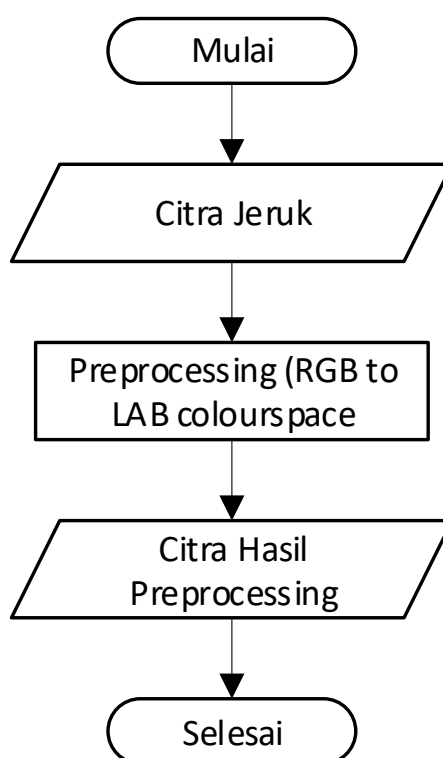 Mulai
Citra Jeruk
Preprocessing (RGB to
LAB colourspace
Citra Hasil
Preprocessing
Selesai